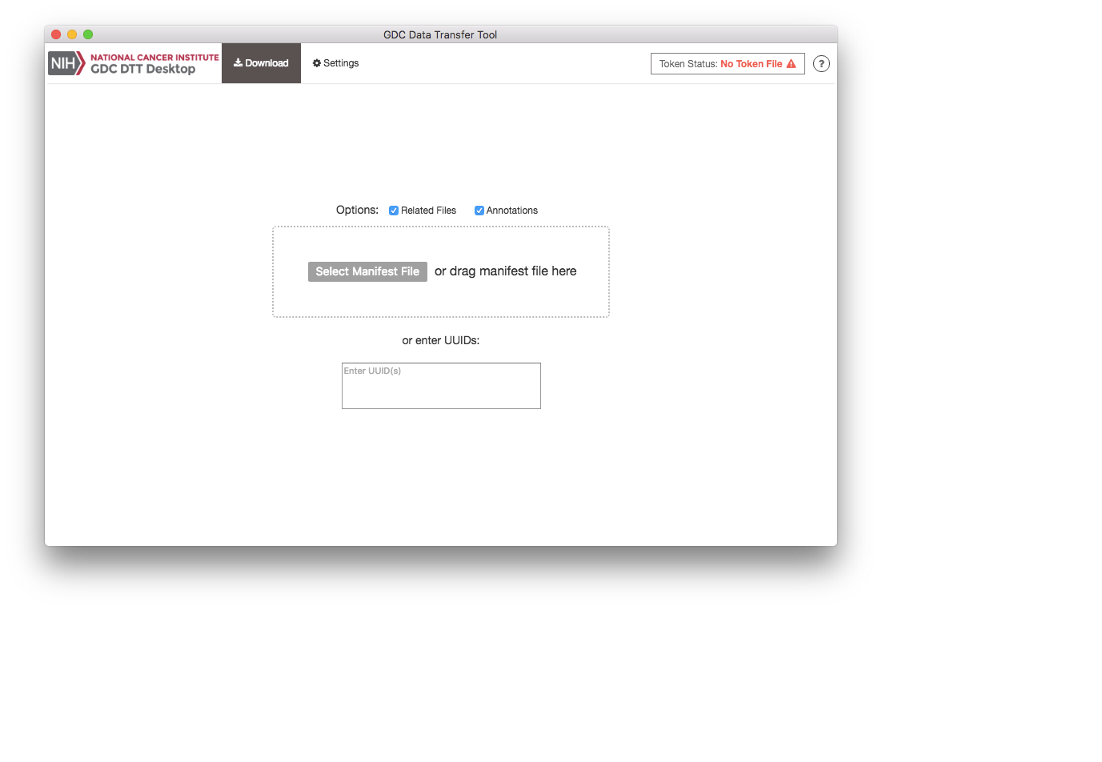 GDC Data Transfer Tool
NIH NATIONAL CANCER INSTITUTE
GDC DTT Desktop
Download
Settings
Token Status: No Token File
?
Options: Related Files Annotations
Select Manifest File or drag manifest file here
or enter UUIDs:
Enter UUID(s)